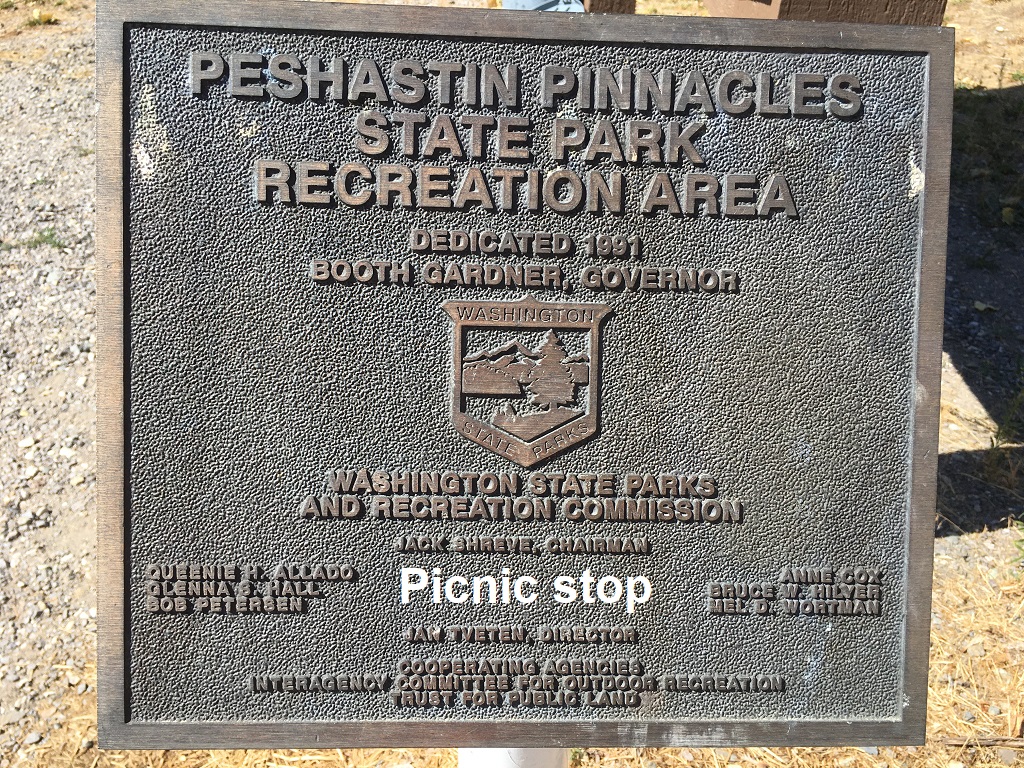 PESHASTIN PINNACLES
STATE PARK
RECREATION AREA
DEDICATED 1991
BOOTH GARDNER, GOVERNOR
WASHINGTON
STATE PARKS
WASHINGTON STATE PARKS
AND RECREATION COMMISSION
JACK SHREVE, CHAIRMAN
QUEENIE H. ALLADO
GLENNA S. HALL
BOB PETERSEN
Picnic stop
ANNE COX
BRUCE W. HILYER
MEL D. WORTMAN
JAN TVETEN, DIRECTOR
COOPERATING AGENCIES
INTERAGENCY COMMITTEE FOR OUTDOOR RECREATION
TRUST FOR PUBLIC LAND